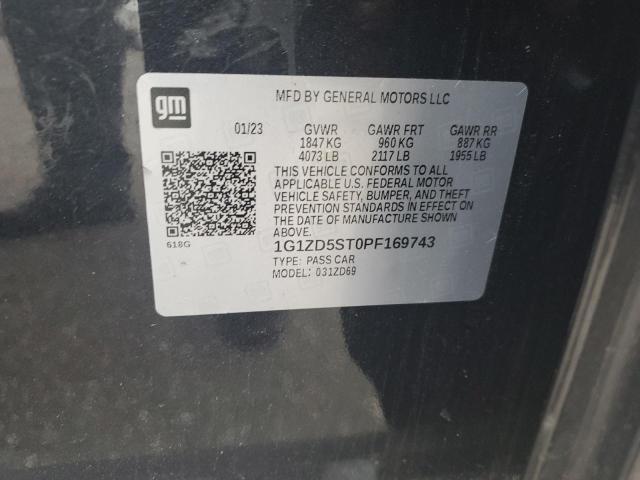 gm
MFD BY GENERAL MOTORS LLC
01/23 GVWR GAWR FRT GAWR RR
1847 KG 960 KG 887 KG
4073 LB 2117 LB 1955 LB
THIS VEHICLE CONFORMS TO ALL
APPLICABLE U.S. FEDERAL MOTOR
VEHICLE SAFETY, BUMPER, AND THEFT
PREVENTION STANDARDS IN EFFECT ON
THE DATE OF MANUFACTURE SHOWN
ABOVE.
618G
1G1ZD5ST0PF169743
TYPE: PASS CAR
MODEL: 031ZD69